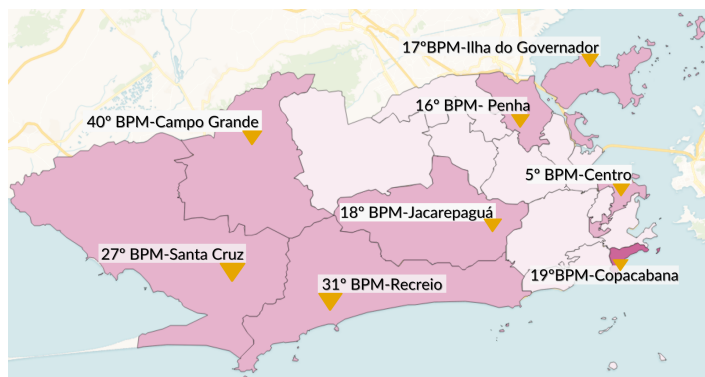 17ºBPM-Ilha do Governador
16º BPM- Penha
40º BPM-Campo Grande
5º BPM-Centro
18º BPM-Jacarepaguá
27º BPM-Santa Cruz
31º BPM-Recreio
19ºBPM-Copacabana